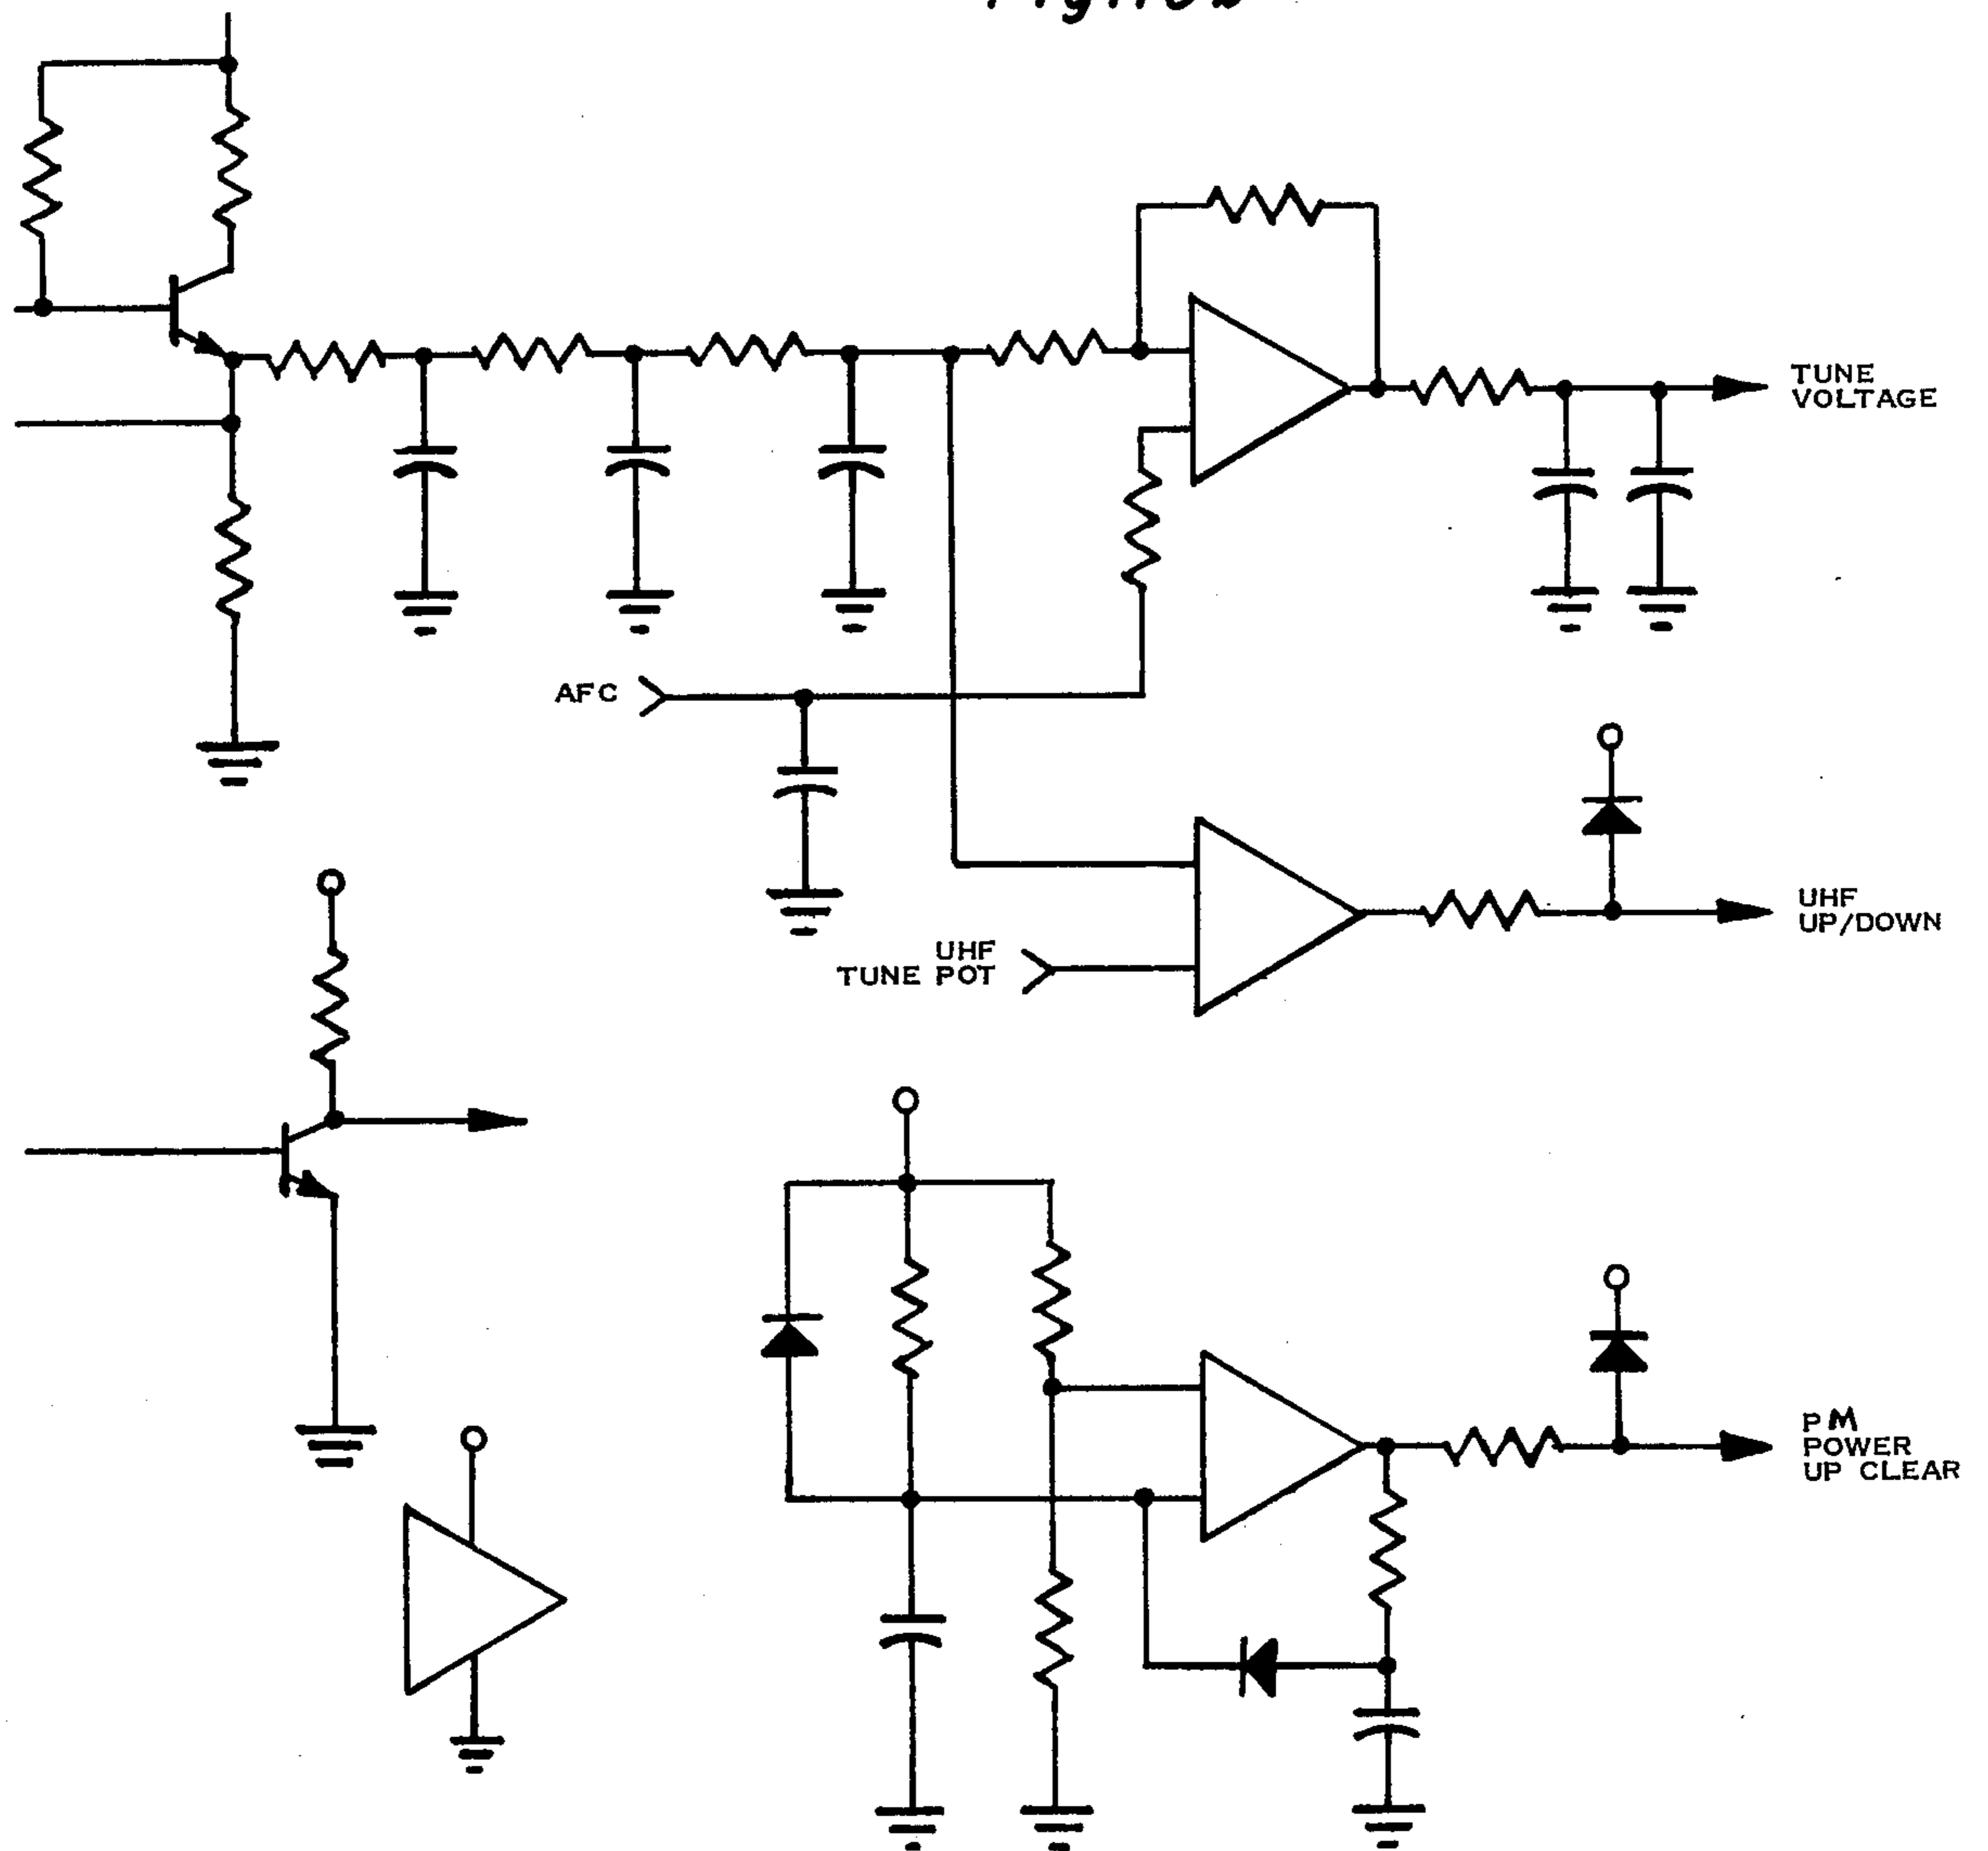 TUNE
VOLTAGE
AFC
UHF
UP/DOWN
UHF
TUNE POT
PM
POWER
UP CLEAR